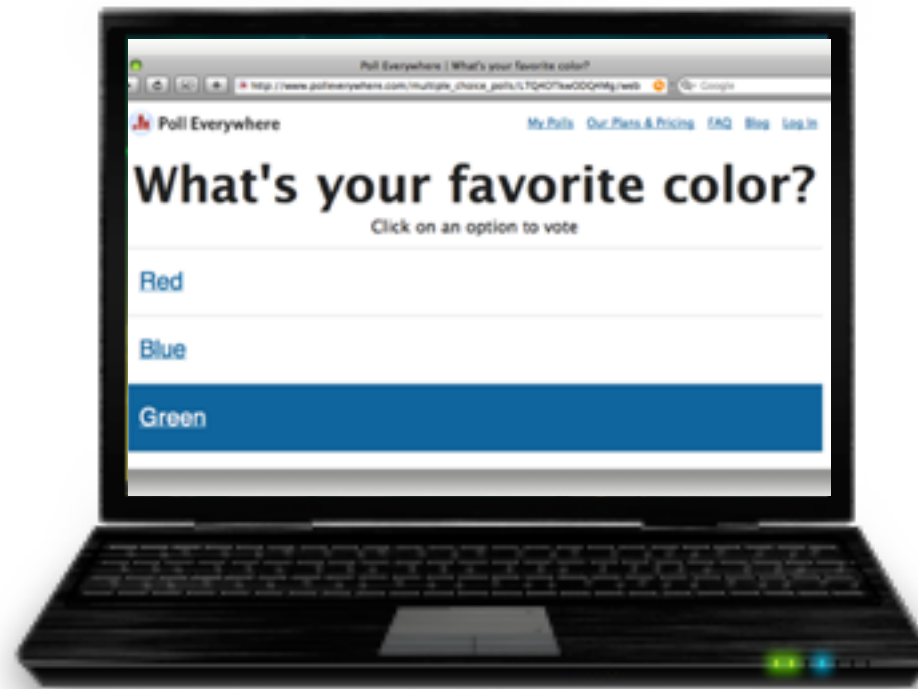 Poll Everywhere | What's your favorite color?
Google
Poll Everywhere
My Polls Our Plans & Pricing FAQ Blog Log In
What's your favorite color?
Click on an option to vote
Red
Blue
Green